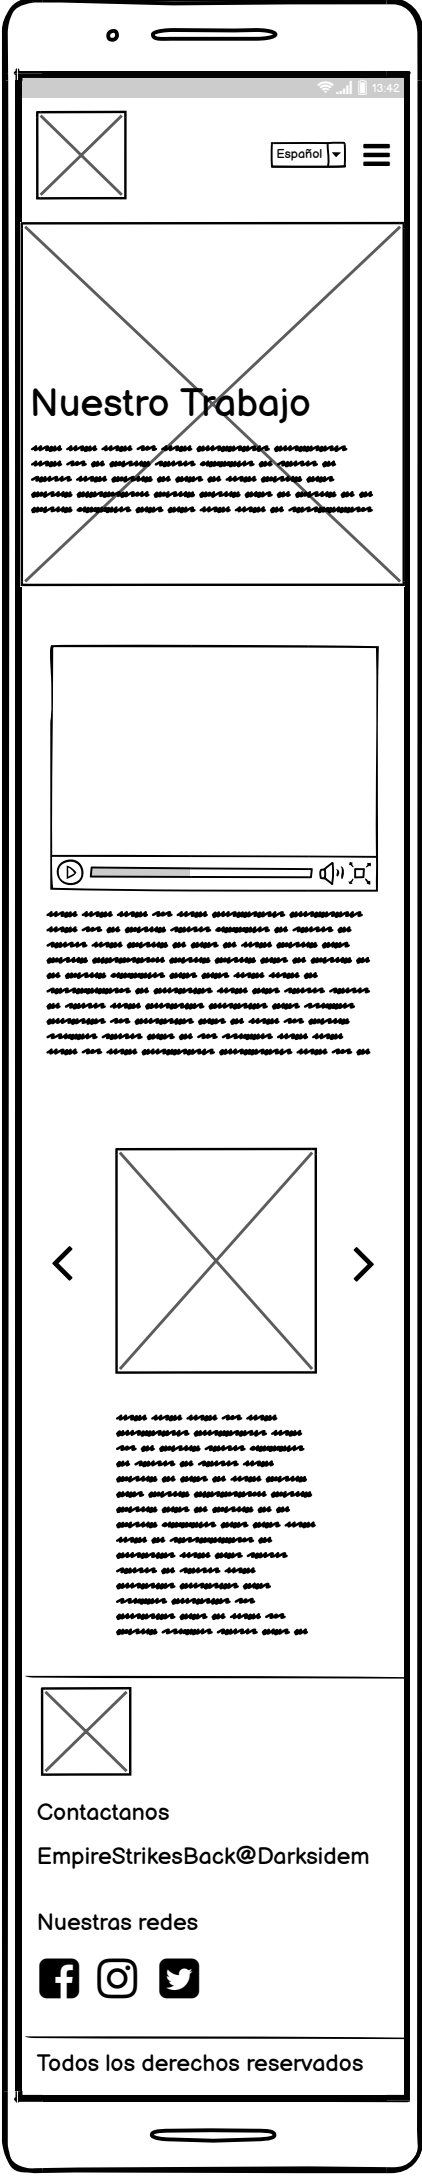 13:42
Español
Nuestro Trabajo
Contactanos
EmpireStrikesBack@Darksidem
Nuestras redes
Todos los derechos reservados